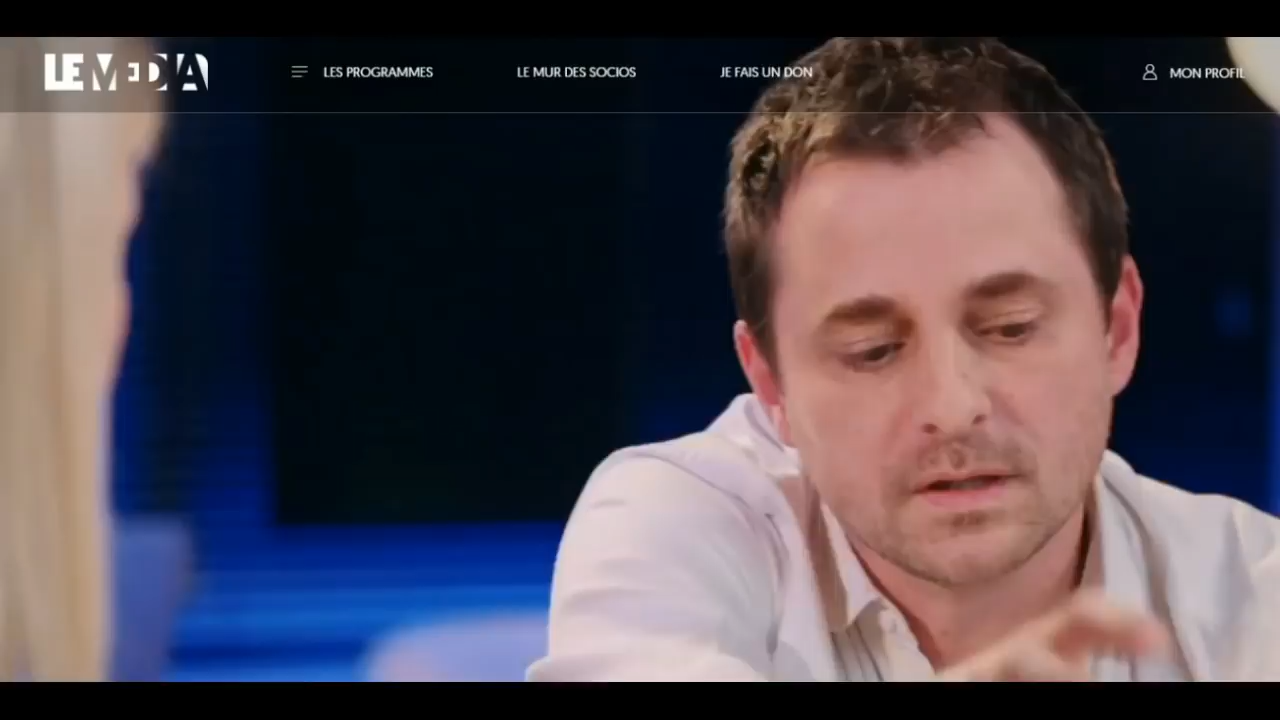 LE MEDIA
LES PROGRAMMES
LE MUR DES SOCIOS
JE FAIS UN DON
MON PROFIL